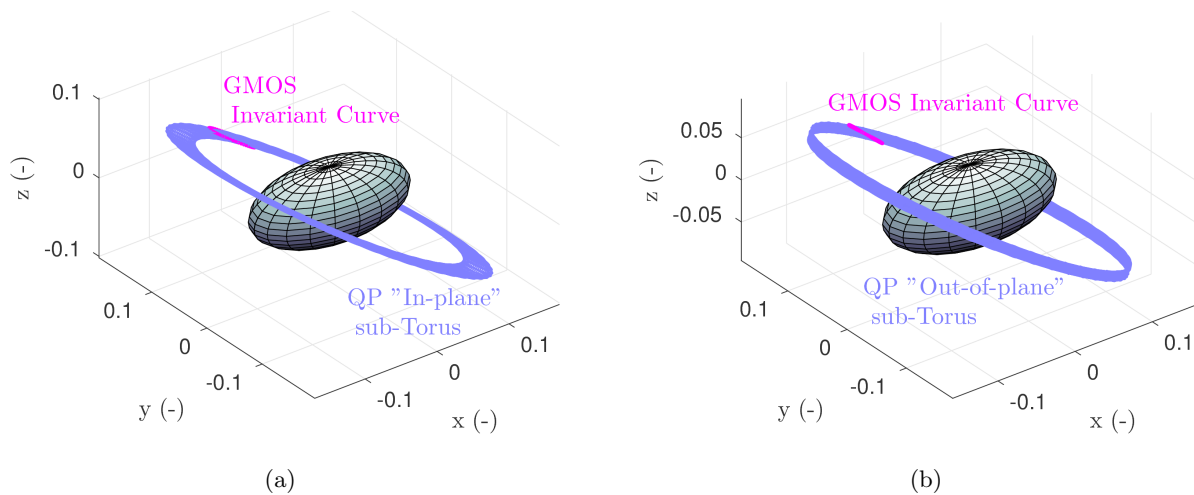 GMOS
Invariant Curve
0.1
0
-0.1
z (-)
QP "In-plane"
sub-Torus
0.1
0
-0.1
y (-)
-0.1
0
0.1
x (-)
(a)
GMOS Invariant Curve
0.05
0
-0.05
z (-)
QP "Out-of-plane"
sub-Torus
0.1
0
-0.1
y (-)
-0.1
0
0.1
x (-)
(b)